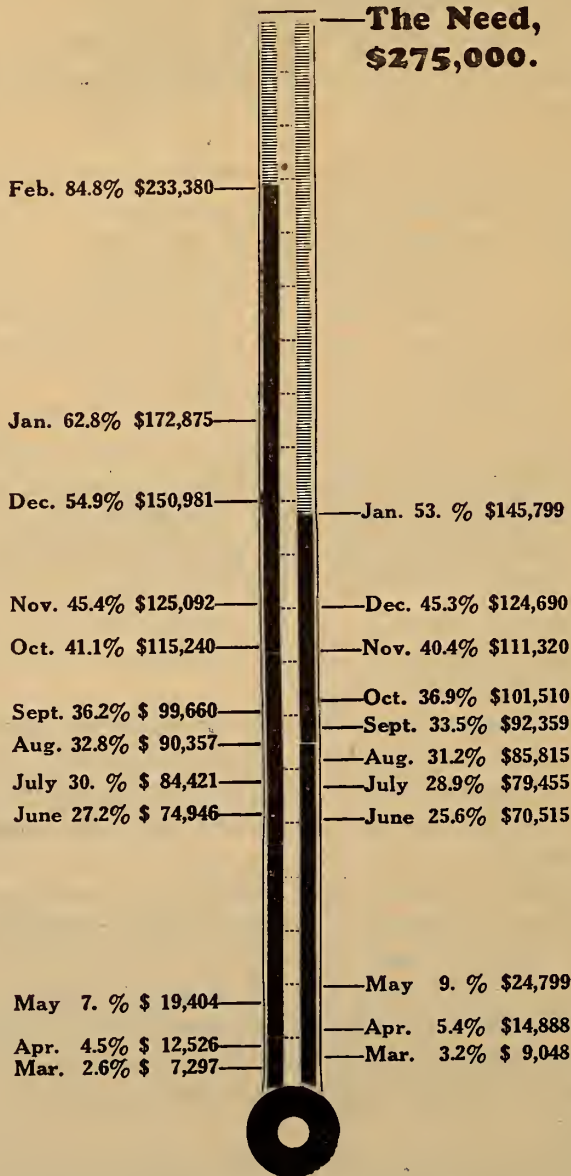 The Need,
$275,000.
Feb. 84.8% $233,380
Jan. 62.8% $172,875
Dec. 54.9% $150,981
Nov. 45.4% $125,092
Oct. 41.1% $115,240
Sept. 36.2% $ 99,660
Aug. 32.8% $ 90,357
July 30. % $ 84,421
June 27.2% $ 74,946
May 7. % $ 19,404
Apr. 4.5% $ 12,526
Mar. 2.6% $ 7,297
Jan. 53. % $145,799
Dec. 45.3% $124,690
Nov. 40.4% $111,320
Oct. 36.9% $101,510
Sept. 33.5% $92,359
Aug. 31.2% $85,815
July 28.9% $79,455
June 25.6% $70,515
May 9. % $24,799
Apr. 5.4% $14,888
Mar. 3.2% $ 9,048